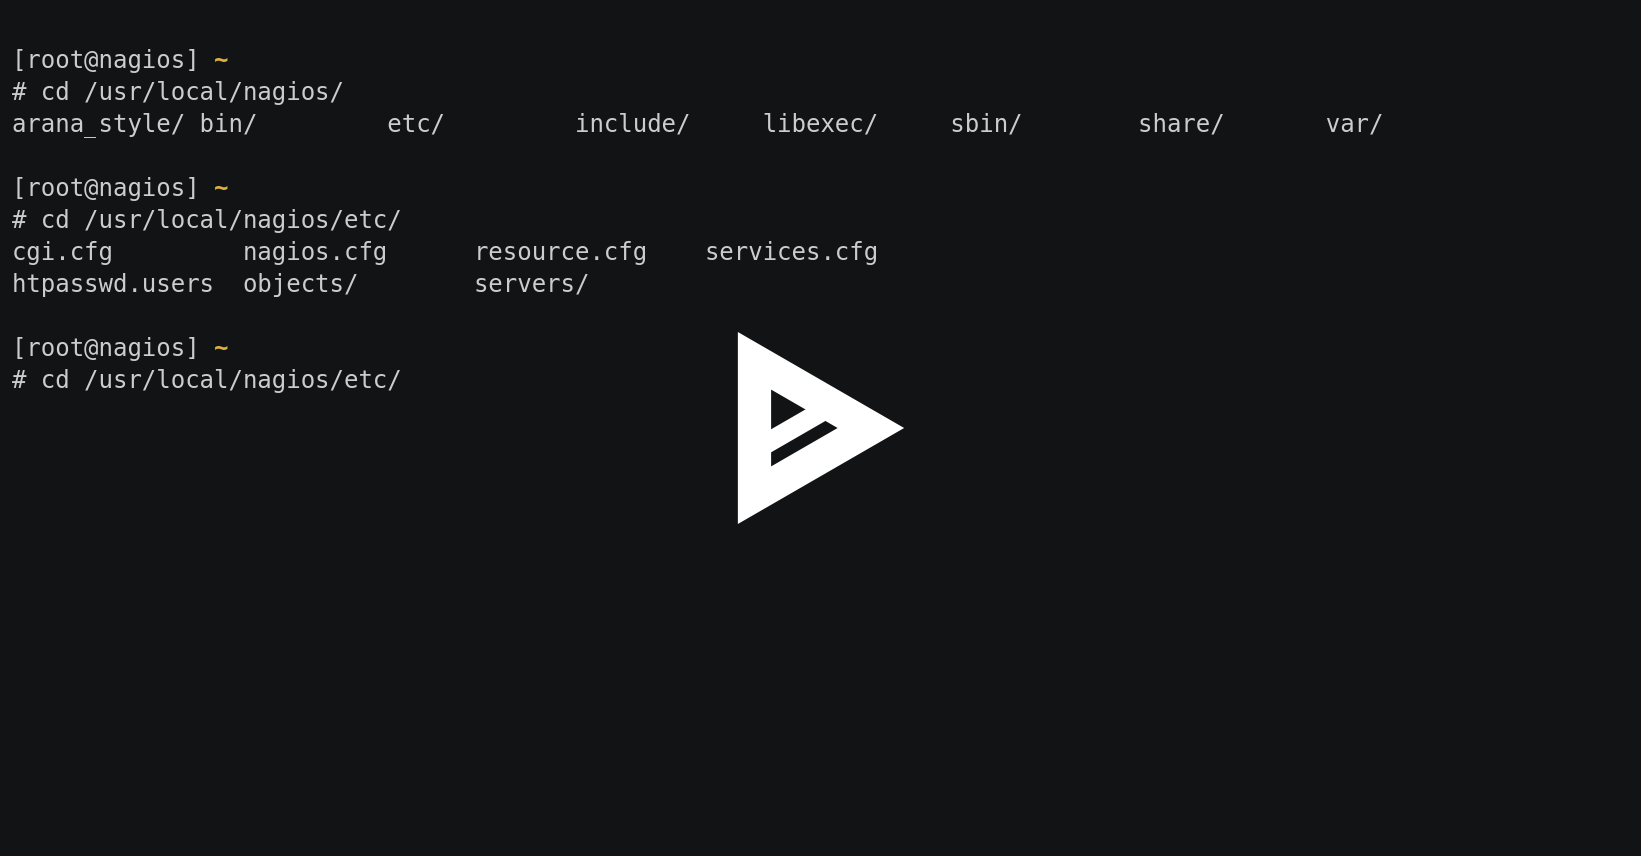 [root@nagios] ~
# cd /usr/local/nagios/
arana_style/ bin/         etc/         include/     libexec/     sbin/        share/       var/
[root@nagios] ~
# cd /usr/local/nagios/etc/
cgi.cfg         nagios.cfg      resource.cfg    services.cfg
htpasswd.users  objects/        servers/
[root@nagios] ~
# cd /usr/local/nagios/etc/